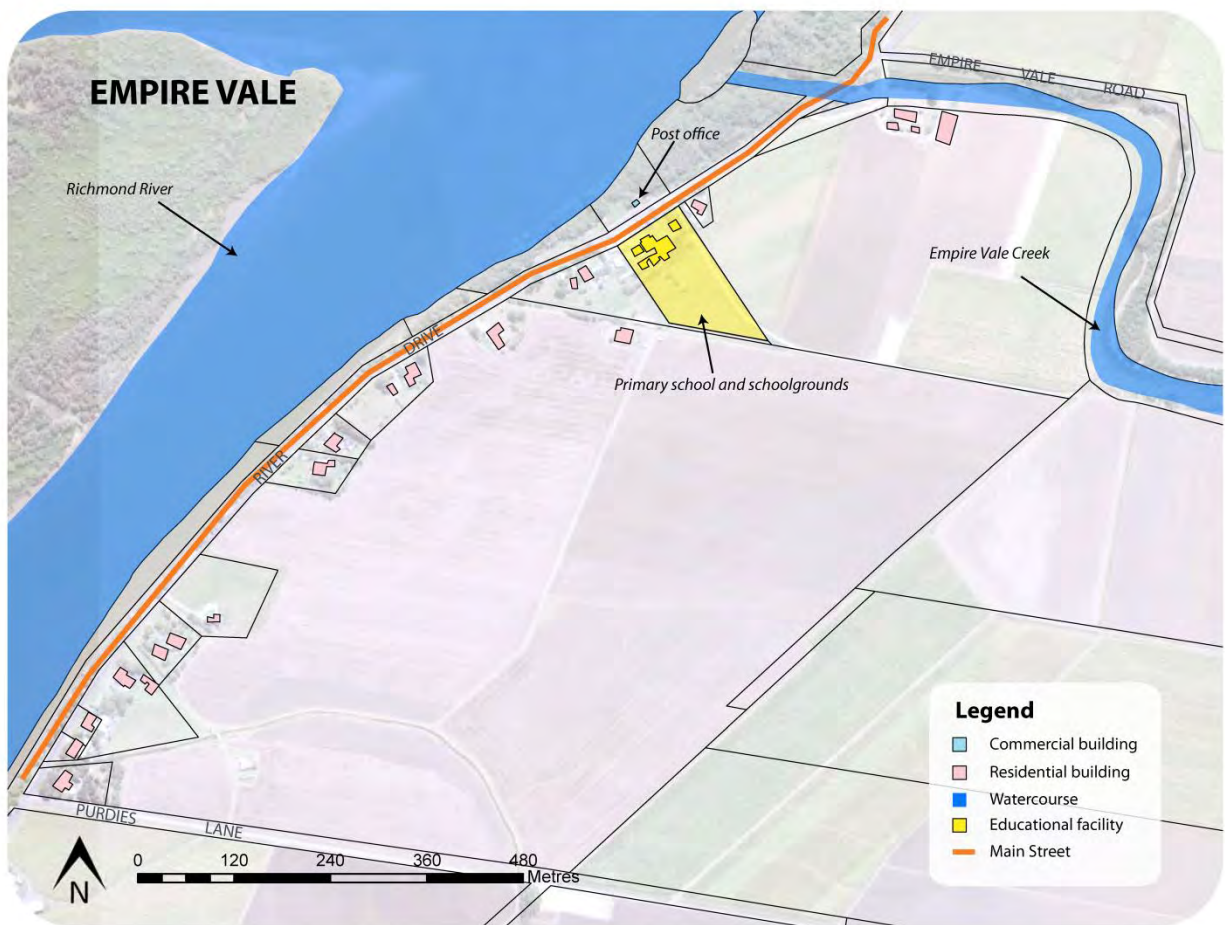 EMPIRE VALE
EMPIRE VALE ROAD
Post office
Richmond River
Empire Vale Creek
Primary school and schoolgrounds
RIVER DRIVE
PURDIES LANE
N
0 120 240 360 480
Metres
Legend
Commercial building
Residential building
Watercourse
Educational facility
Main Street